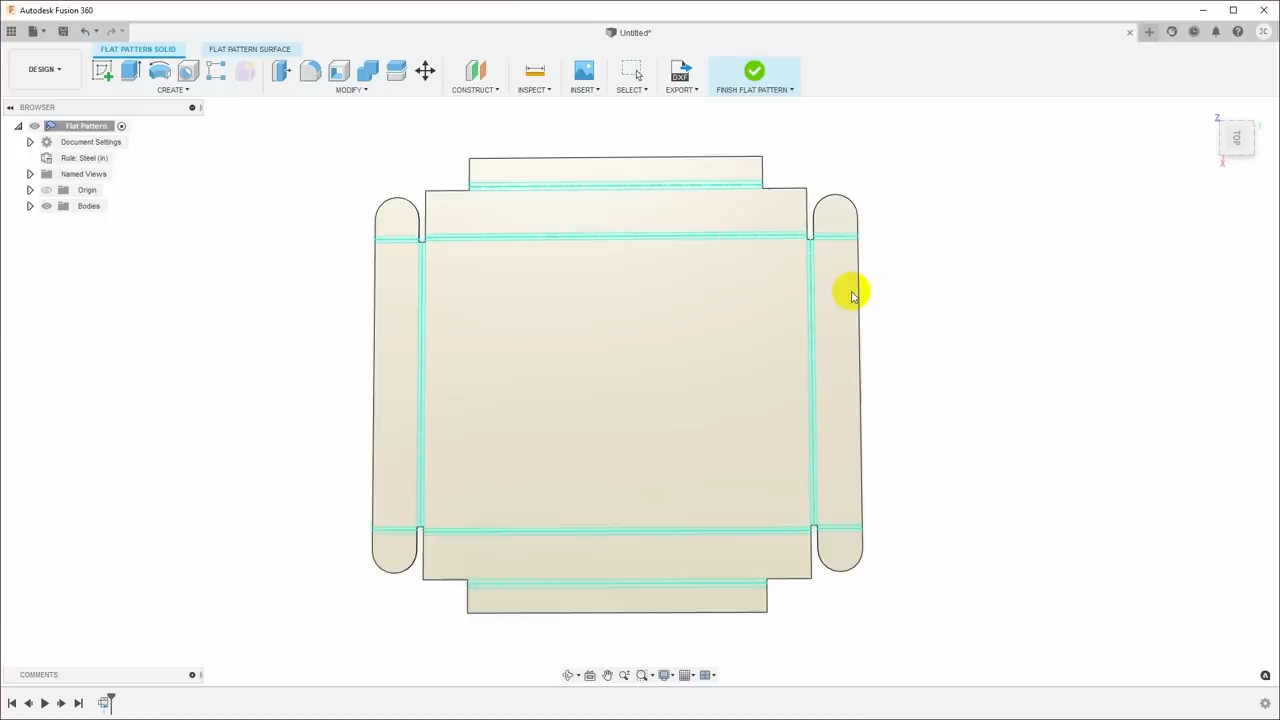 Autodesk Fusion 360
Untitled*
FLAT PATTERN SOLID
FLAT PATTERN SURFACE
DESIGN
CREATE
MODIFY
CONSTRUCT
INSPECT
INSERT
SELECT
DXF
EXPORT
FINISH FLAT PATTERN
BROWSER
Flat Pattern
Document Settings
Rule: Steel (in)
Named Views
Origin
Bodies
Z
Y
TOP
X
COMMENTS